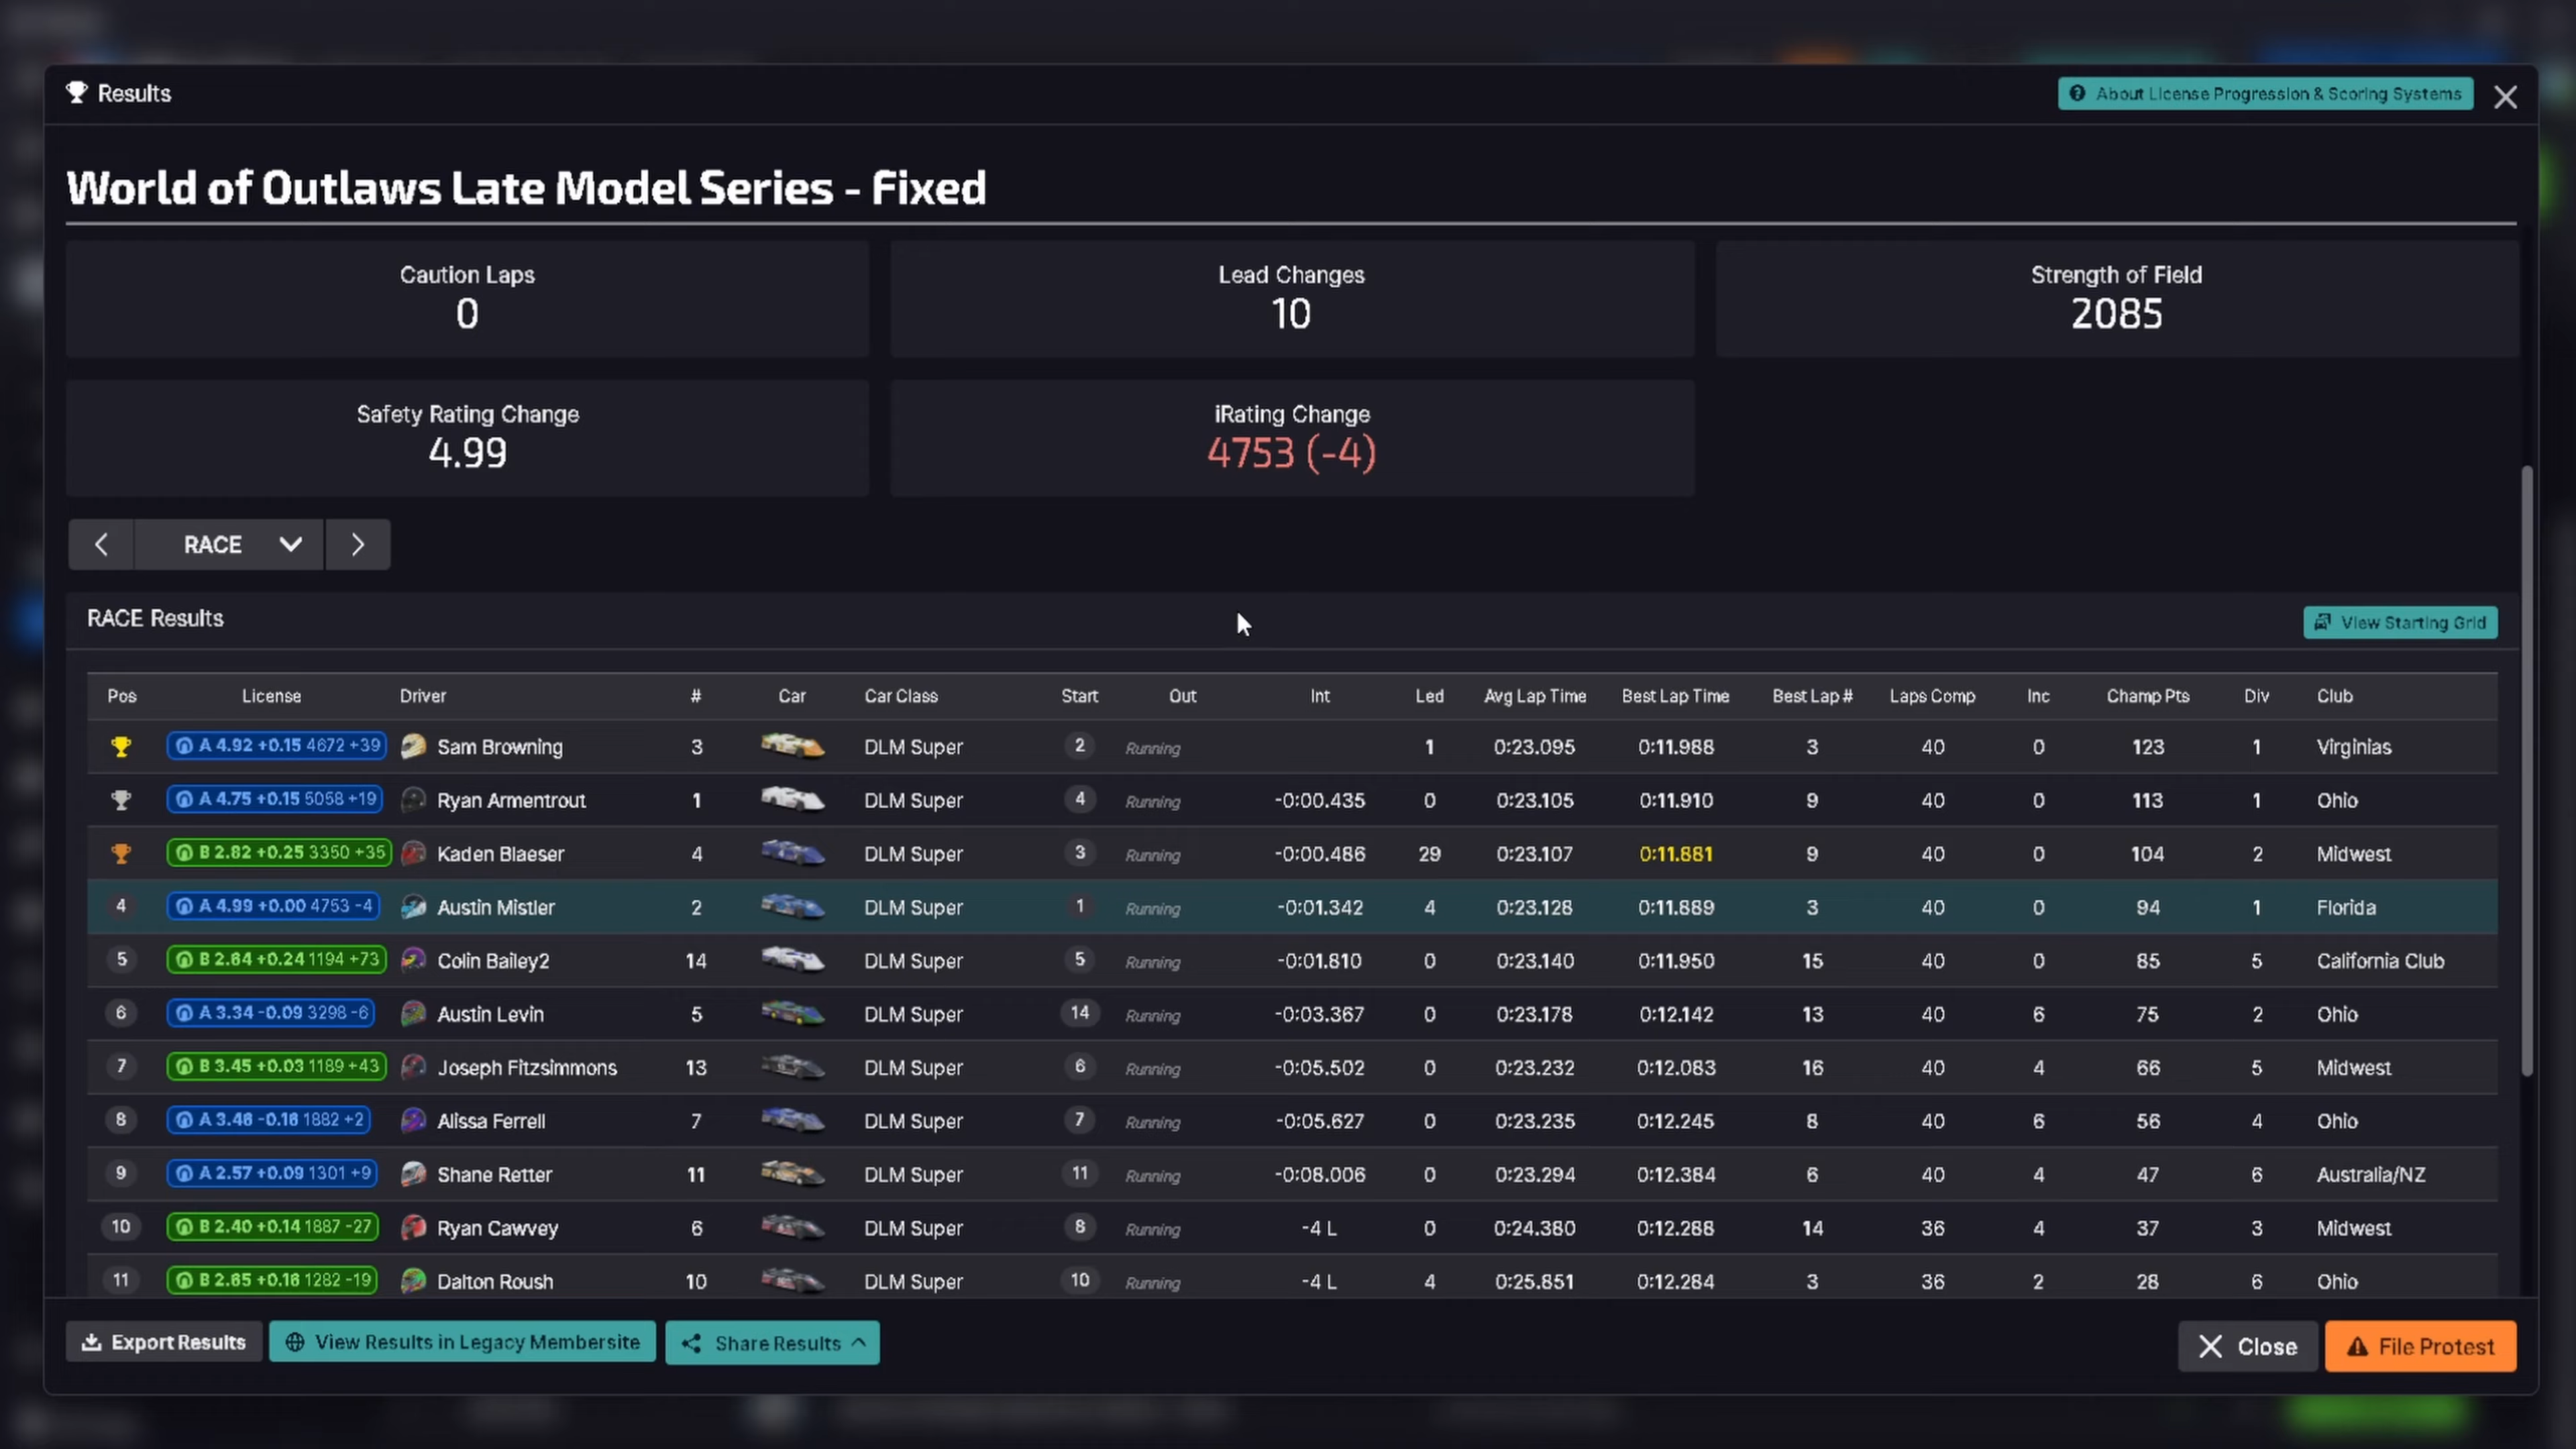 Results
About License Progression & Scoring Systems
World of Outlaws Late Model Series - Fixed
Caution Laps
0
Lead Changes
10
Strength of Field
2085
Safety Rating Change
4.99
iRating Change
4753 (-4)
RACE
RACE Results
View Starting Grid
Pos License Driver # Car Car Class Start Out Int Led Avg Lap Time Best Lap Time Best Lap # Laps Comp Inc Champ Pts Div Club
A 4.92 +0.15 4672 +39 Sam Browning 3 DLM Super 2 Running 1 0:23.095 0:11.988 3 40 0 123 1 Virginias
A 4.75 +0.15 5058 +19 Ryan Armentrout 1 DLM Super 4 Running -0:00.435 0 0:23.105 0:11.910 9 40 0 113 1 Ohio
B 2.82 +0.25 3350 +35 Kaden Blaeser 4 DLM Super 3 Running -0:00.486 29 0:23.107 0:11.881 9 40 0 104 2 Midwest
4 A 4.99 +0.00 4753 -4 Austin Mistler 2 DLM Super 1 Running -0:01.342 4 0:23.128 0:11.889 3 40 0 94 1 Florida
5 B 2.64 +0.24 1194 +73 Colin Bailey2 14 DLM Super 5 Running -0:01.810 0 0:23.140 0:11.950 15 40 0 85 5 California Club
6 A 3.34 -0.09 3298 -6 Austin Levin 5 DLM Super 14 Running -0:03.367 0 0:23.178 0:12.142 13 40 6 75 2 Ohio
7 B 3.45 +0.03 1189 +43 Joseph Fitzsimmons 13 DLM Super 6 Running -0:05.502 0 0:23.232 0:12.083 16 40 4 66 5 Midwest
8 A 3.46 -0.16 1882 +2 Alissa Ferrell 7 DLM Super 7 Running -0:05.627 0 0:23.235 0:12.245 8 40 6 56 4 Ohio
9 A 2.57 +0.09 1301 +9 Shane Retter 11 DLM Super 11 Running -0:08.006 0 0:23.294 0:12.384 6 40 4 47 6 Australia/NZ
10 B 2.40 +0.14 1887 -27 Ryan Cawvey 6 DLM Super 8 Running -4 L 0 0:24.380 0:12.288 14 36 4 37 3 Midwest
11 B 2.65 +0.16 1282 -19 Dalton Roush 10 DLM Super 10 Running -4 L 4 0:25.851 0:12.284 3 36 2 28 6 Ohio
Export Results
View Results in Legacy Membersite
Share Results
Close
File Protest